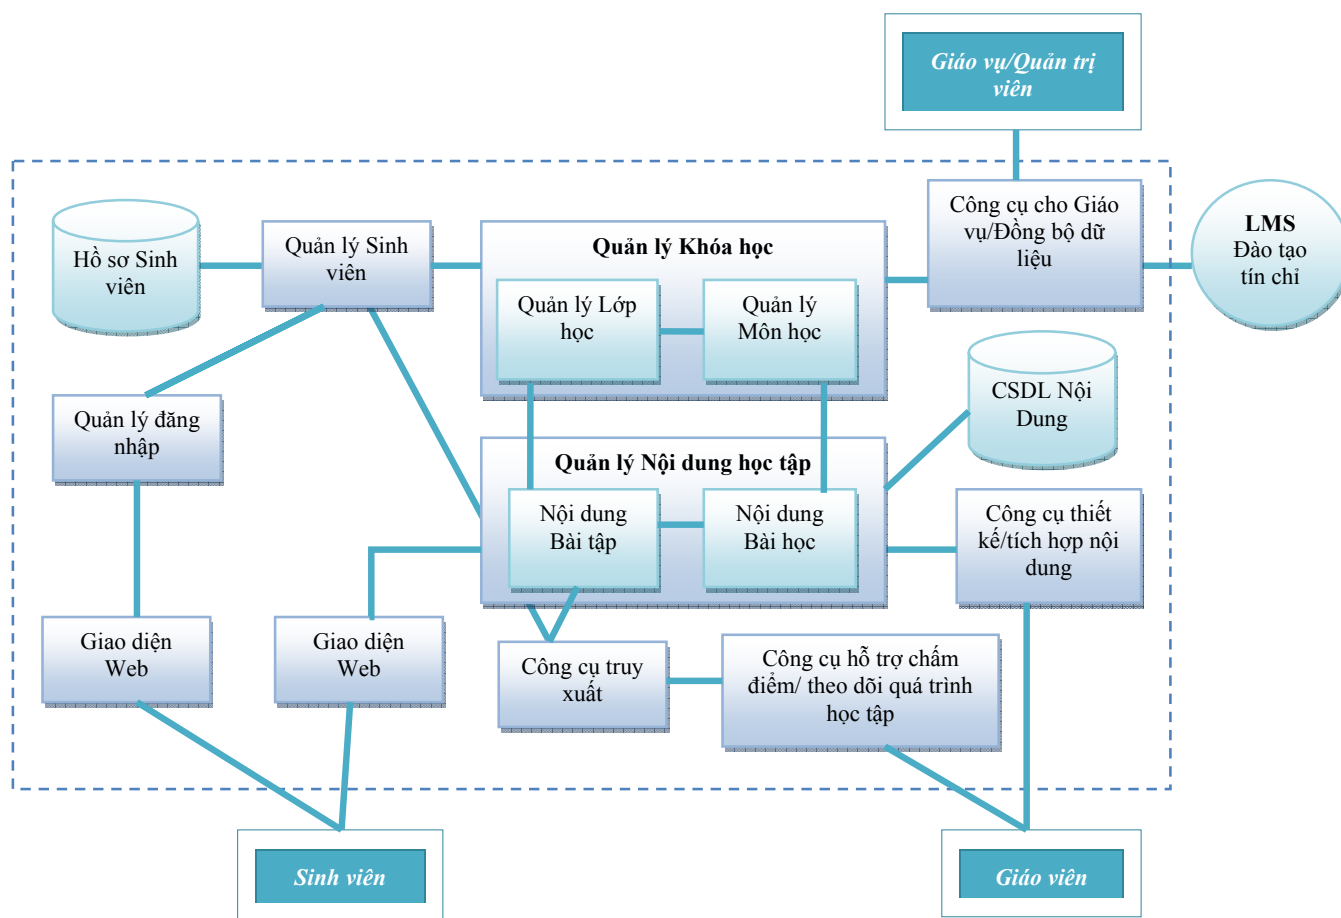 Giáo vụ/Quản trị
viên
Hồ sơ Sinh
viên
Quản lý Sinh
viên
Quản lý Khóa học
Quản lý Lớp
học
Quản lý
Môn học
Công cụ cho Giáo
vụ/Đồng bộ dữ
liệu
LMS
Đào tạo
tín chỉ
Quản lý đăng
nhập
CSDL Nội
Dung
Quản lý Nội dung học tập
Nội dung
Bài tập
Nội dung
Bài học
Công cụ thiết
kế/tích hợp nội
dung
Giao diện
Web
Giao diện
Web
Công cụ truy
xuất
Công cụ hỗ trợ chấm
điểm/ theo dõi quá trình
học tập
Sinh viên
Giáo viên